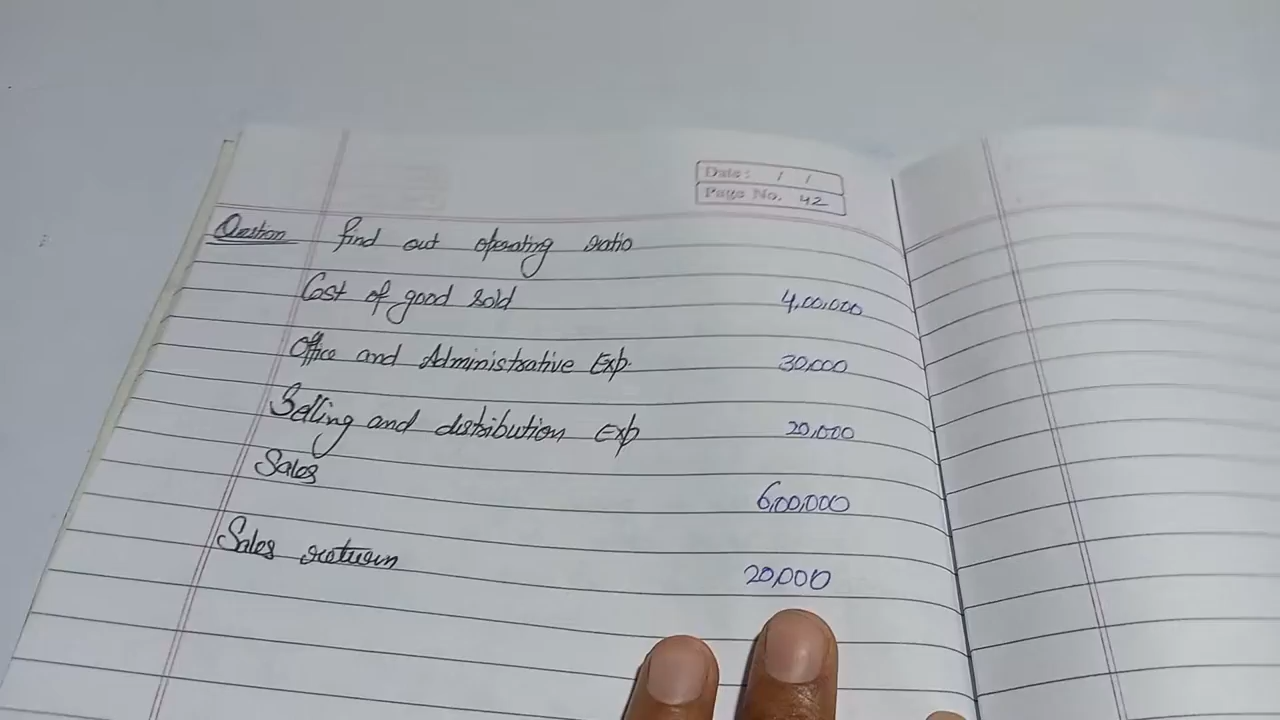 Date: / /
Page No. 42
Question find out operating ratio
Cost of good sold 4,00,000
Office and Administrative Exp. 30,000
Selling and distribution Exp 20,000
Sales 6,00,000
Sales return 20,000